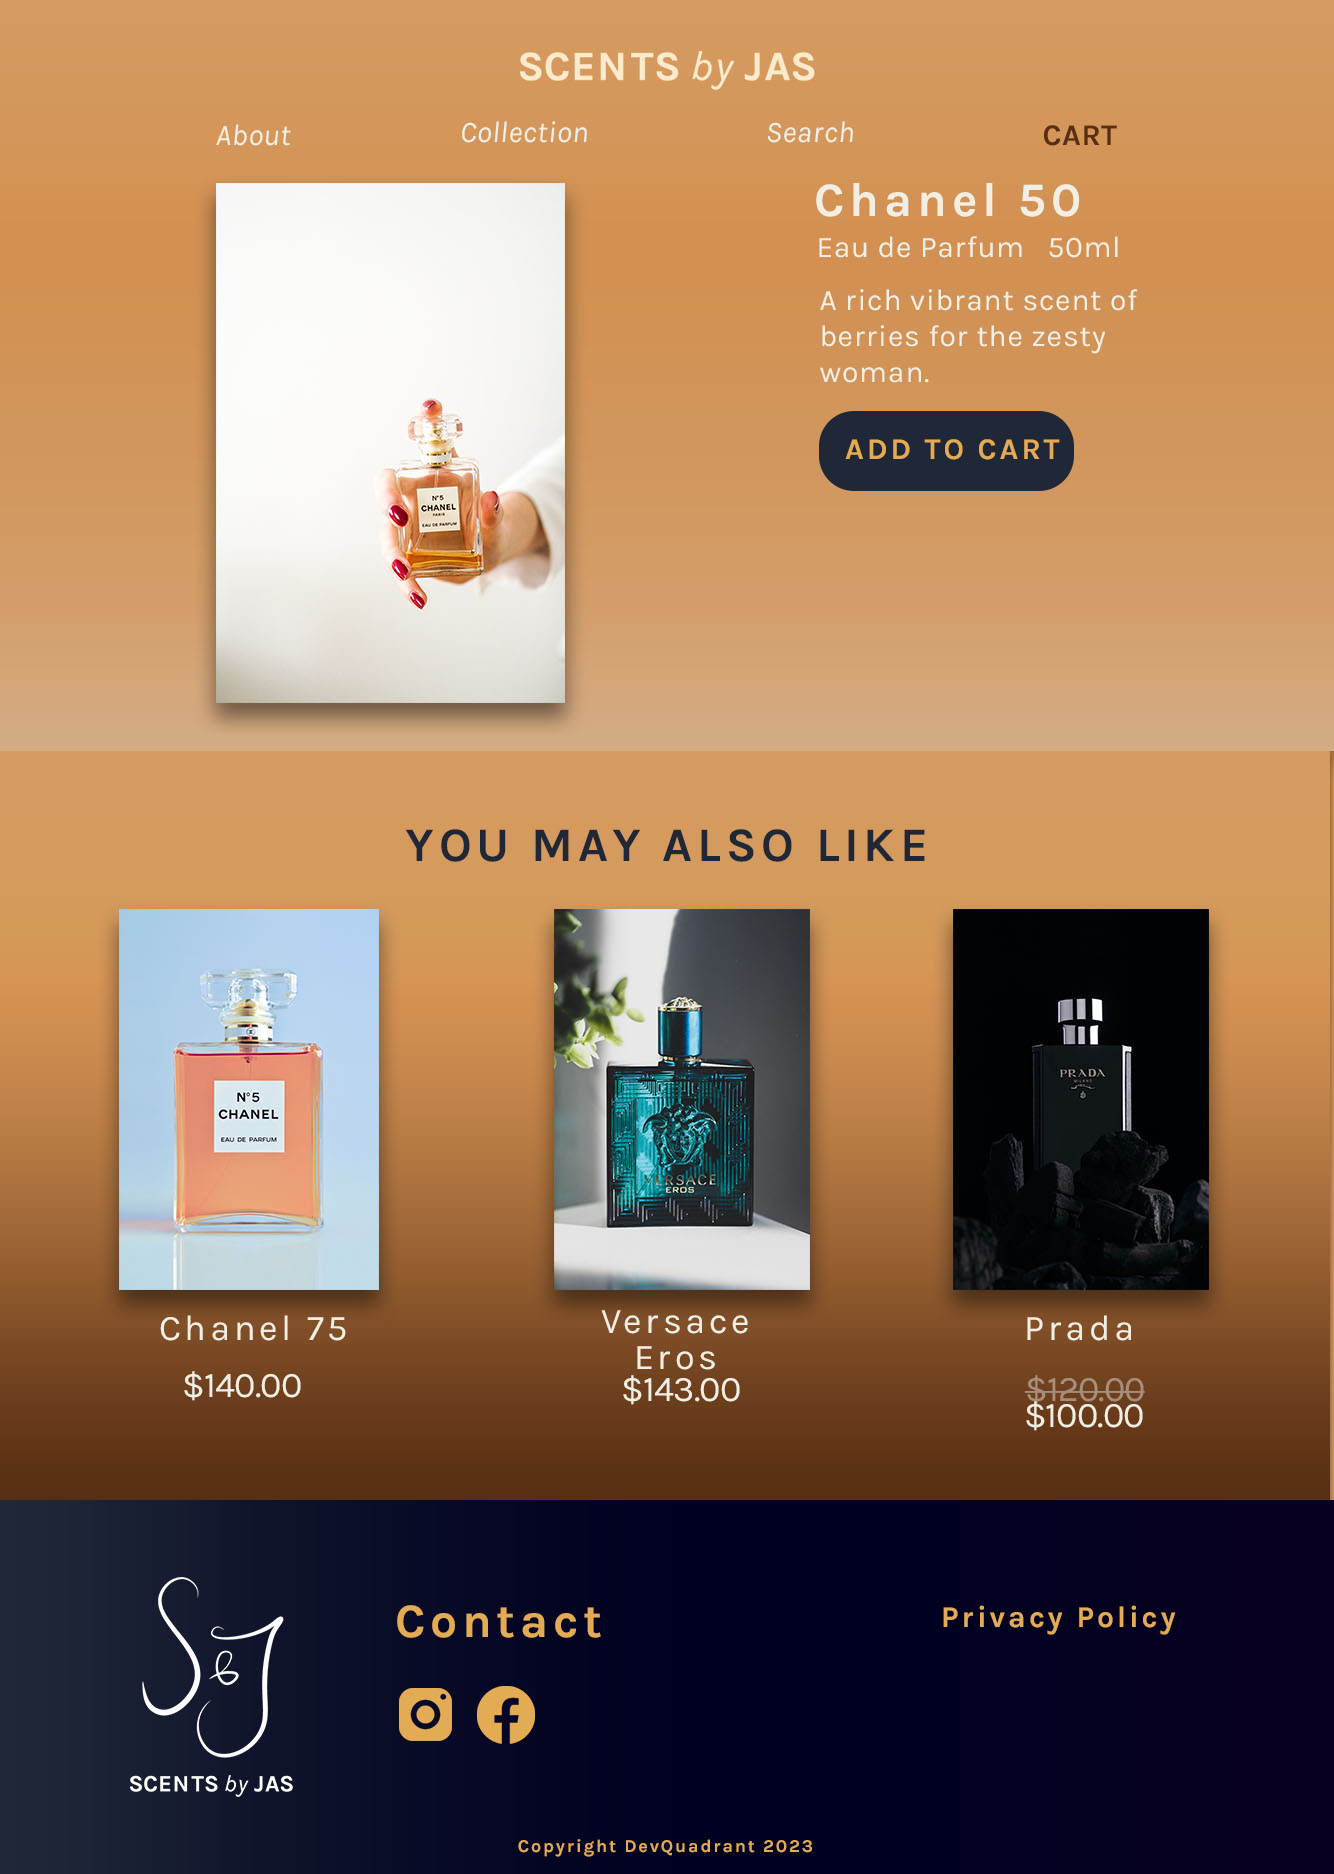 SCENTS by JAS
About Collection Search CART
Chanel 50
Eau de Parfum 50ml
A rich vibrant scent of
berries for the zesty
woman.
ADD TO CART
N°5
CHANEL
PARIS
EAU DE PARFUM
YOU MAY ALSO LIKE
N°5
CHANEL
EAU DE PARFUM
Chanel 75
$140.00
VERSACE
EROS
Versace
Eros
$143.00
PRADA
MILANO
Prada
$120.00
$100.00
S b J
SCENTS by JAS
Contact
Privacy Policy
Copyright DevQuadrant 2023